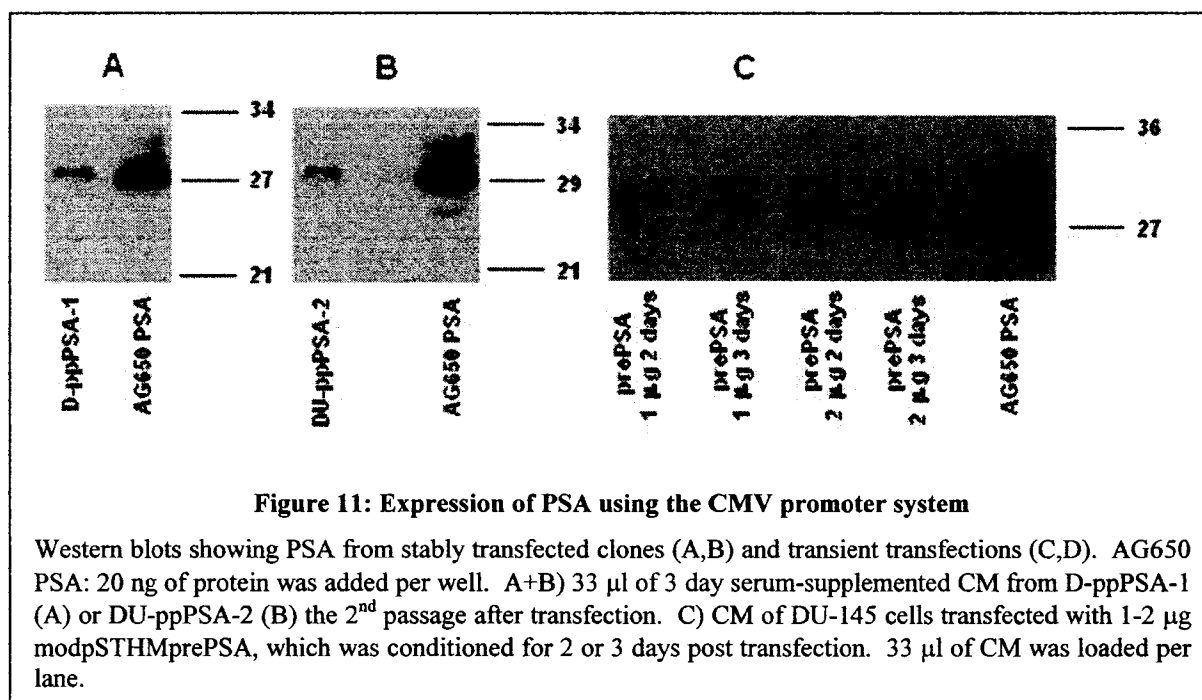 A
B
C
34
27
21
34
29
21
36
27
D-ppPSA-1
AG650 PSA
DU-ppPSA-2
AG650 PSA
prePSA
1 µg 2 days
prePSA
1 µg 3 days
prePSA
2 µg 2 days
prePSA
2 µg 3 days
AG650 PSA
Figure 11: Expression of PSA using the CMV promoter system
Western blots showing PSA from stably transfected clones (A,B) and transient transfections (C,D). AG650
PSA: 20 ng of protein was added per well. A+B) 33 µl of 3 day serum-supplemented CM from D-ppPSA-1
(A) or DU-ppPSA-2 (B) the 2nd passage after transfection. C) CM of DU-145 cells transfected with 1-2 µg
modpSTHMprePSA, which was conditioned for 2 or 3 days post transfection. 33 µl of CM was loaded per
lane.